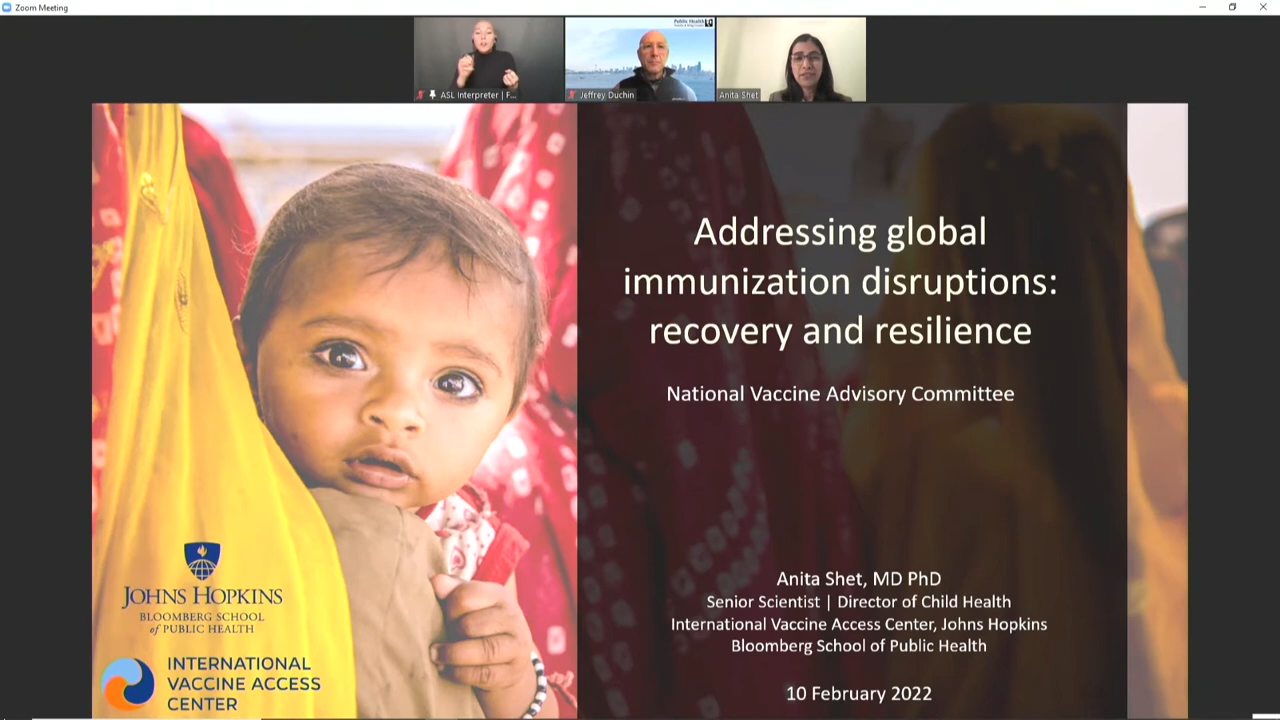 Zoom Meeting
Public Health
ASL Interpreter | F...
Jeffrey Duchin
Anita Shet
Addressing global
immunization disruptions:
recovery and resilience
National Vaccine Advisory Committee
Anita Shet, MD PhD
Senior Scientist | Director of Child Health
International Vaccine Access Center, Johns Hopkins
Bloomberg School of Public Health
10 February 2022
JOHNS HOPKINS
BLOOMBERG SCHOOL
of PUBLIC HEALTH
INTERNATIONAL
VACCINE ACCESS
CENTER